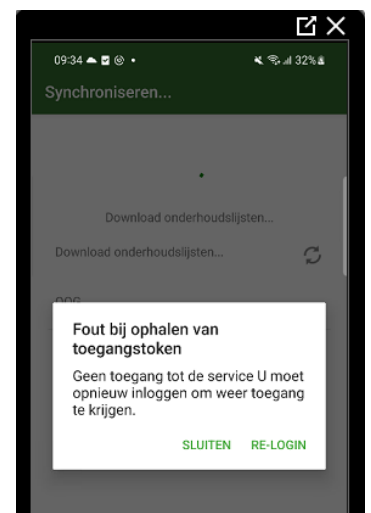 09:34
32%
Synchroniseren...
Download onderhoudslijsten...
Download onderhoudslijsten...
Fout bij ophalen van
toegangstoken
Geen toegang tot de service U moet
opnieuw inloggen om weer toegang
te krijgen.
SLUITEN RE-LOGIN